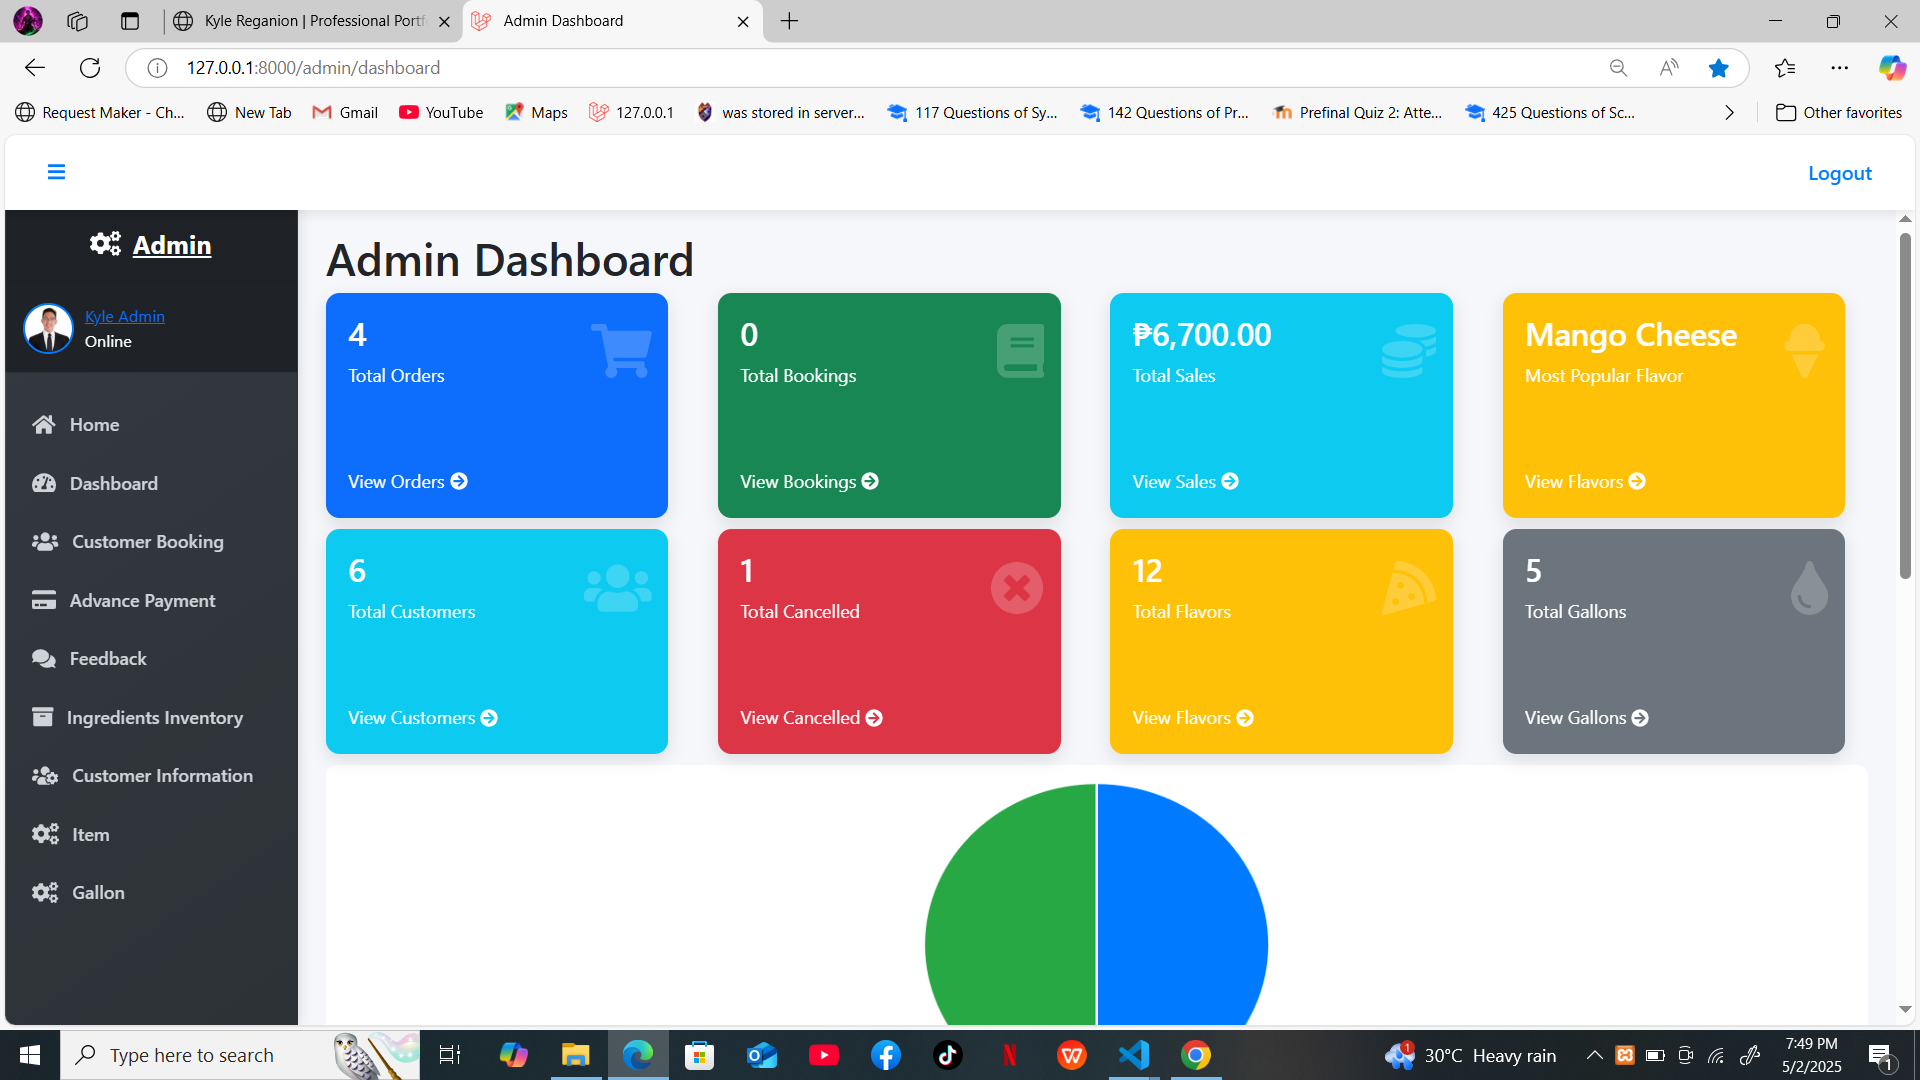 Kyle Reganion | Professional Portf
Admin Dashboard
127.0.0.1:8000/admin/dashboard
Request Maker - Ch...
New Tab
Gmail
YouTube
Maps
127.0.0.1
was stored in server...
117 Questions of Sy...
142 Questions of Pr...
Prefinal Quiz 2: Atte...
425 Questions of Sc...
Other favorites
Logout
Admin
Kyle Admin
Online
Home
Dashboard
Customer Booking
Advance Payment
Feedback
Ingredients Inventory
Customer Information
Item
Gallon
Admin Dashboard
4
Total Orders
View Orders
0
Total Bookings
View Bookings
₱6,700.00
Total Sales
View Sales
Mango Cheese
Most Popular Flavor
View Flavors
6
Total Customers
View Customers
1
Total Cancelled
View Cancelled
12
Total Flavors
View Flavors
5
Total Gallons
View Gallons
Type here to search
1
30°C Heavy rain
7:49 PM
5/2/2025
1